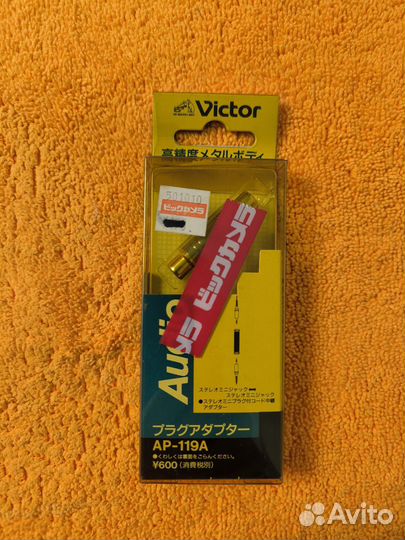 Victor
高精度メタルボディ
501010
ビックカメラ
ビックカメラ
Audio
ステレオミニジャック
ステレオミニジャック
●ステレオミニプラグ付コード中継
アダプター
プラグアダプター
AP-119A
●くわしくは裏面をごらんください。
¥600(消費税別)
Avito